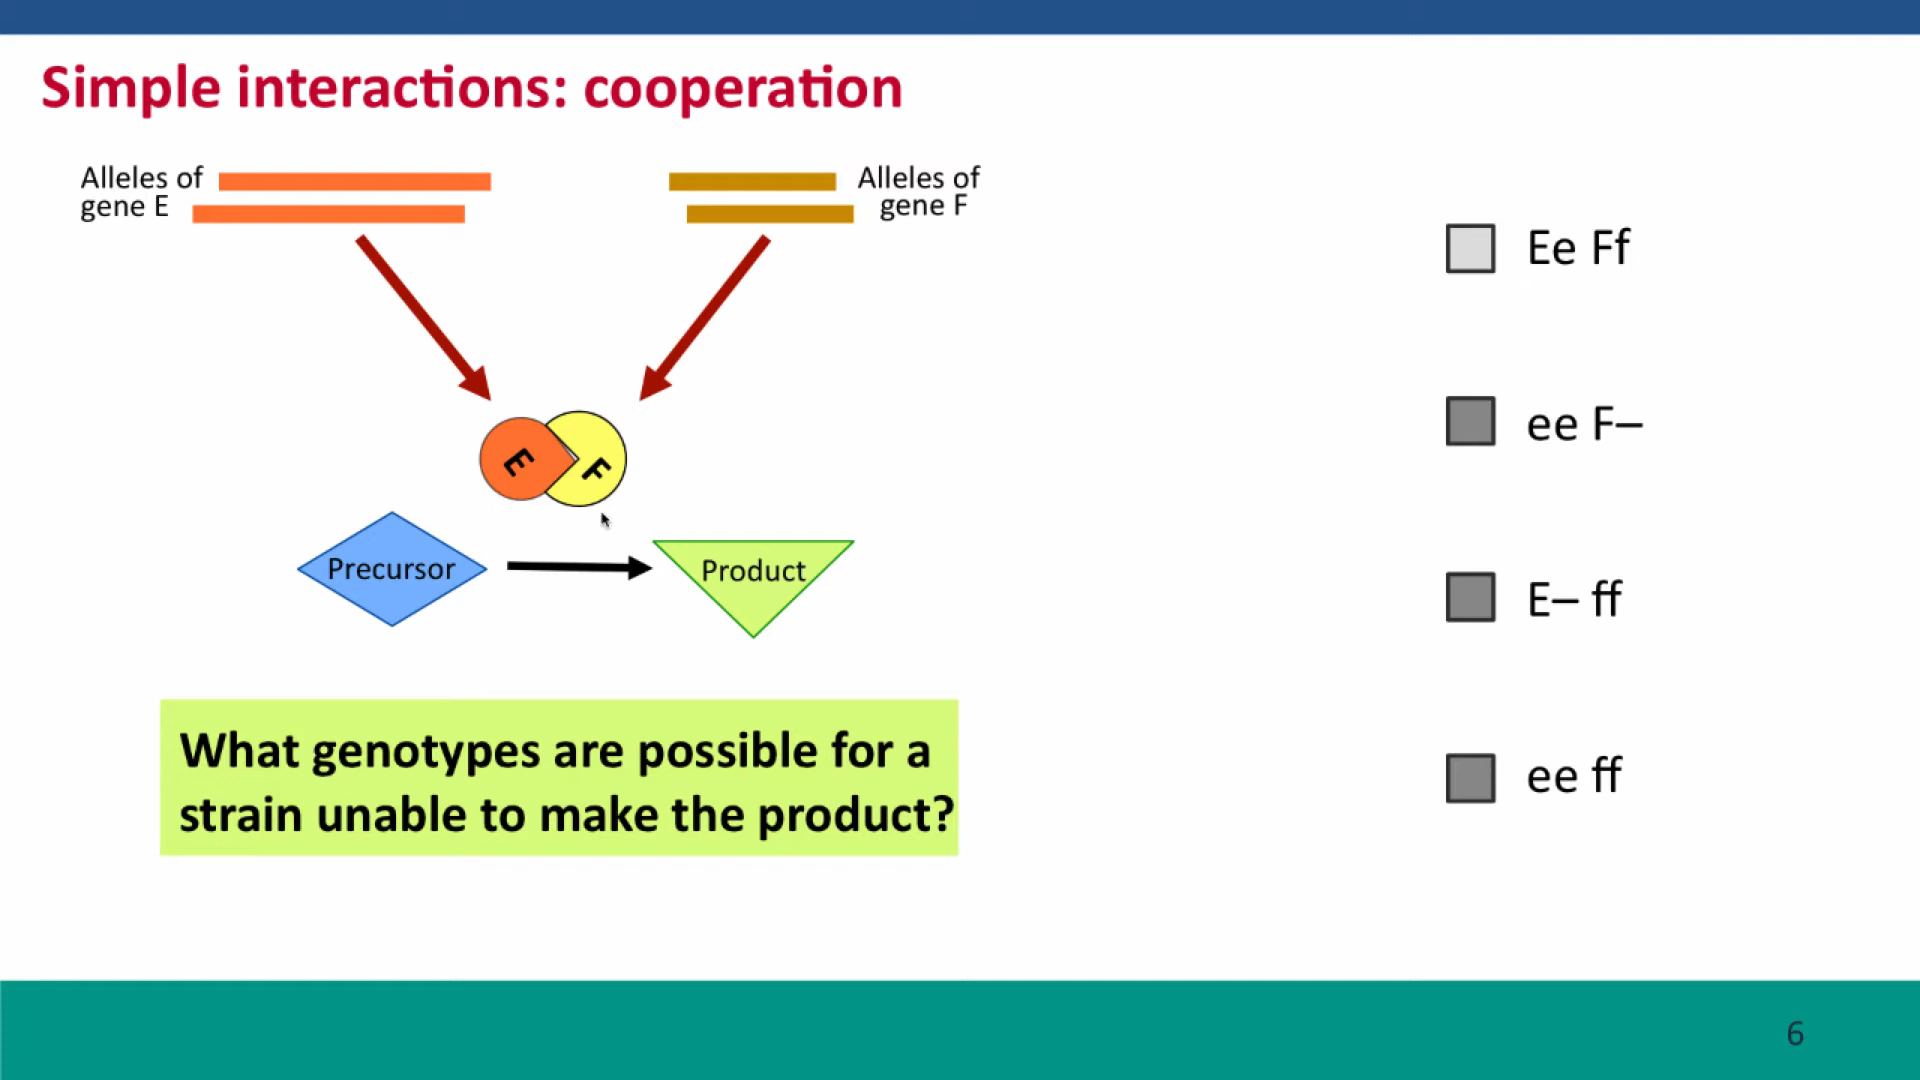 Simple interactions: cooperation
Alleles of
gene E
Alleles of
gene F
E
F
Precursor
Product
What genotypes are possible for a
strain unable to make the product?
Ee Ff
ee F–
E– ff
ee ff
6